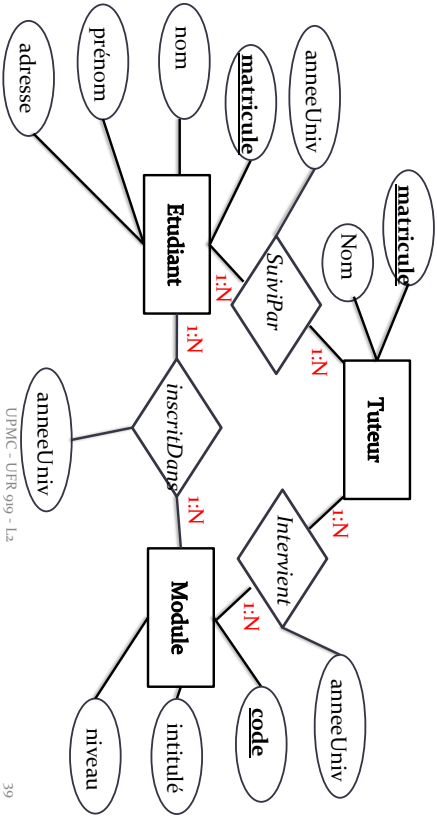 matricule
Nom
Tuteur
anneeUniv
matricule
nom
prénom
adresse
Etudiant
SuiviPar
1:N
1:N
1:N
inscritDans
1:N
anneeUniv
1:N
Intervient
1:N
anneeUniv
Module
code
intitulé
niveau
UPMC - UFR 919 - L2
39